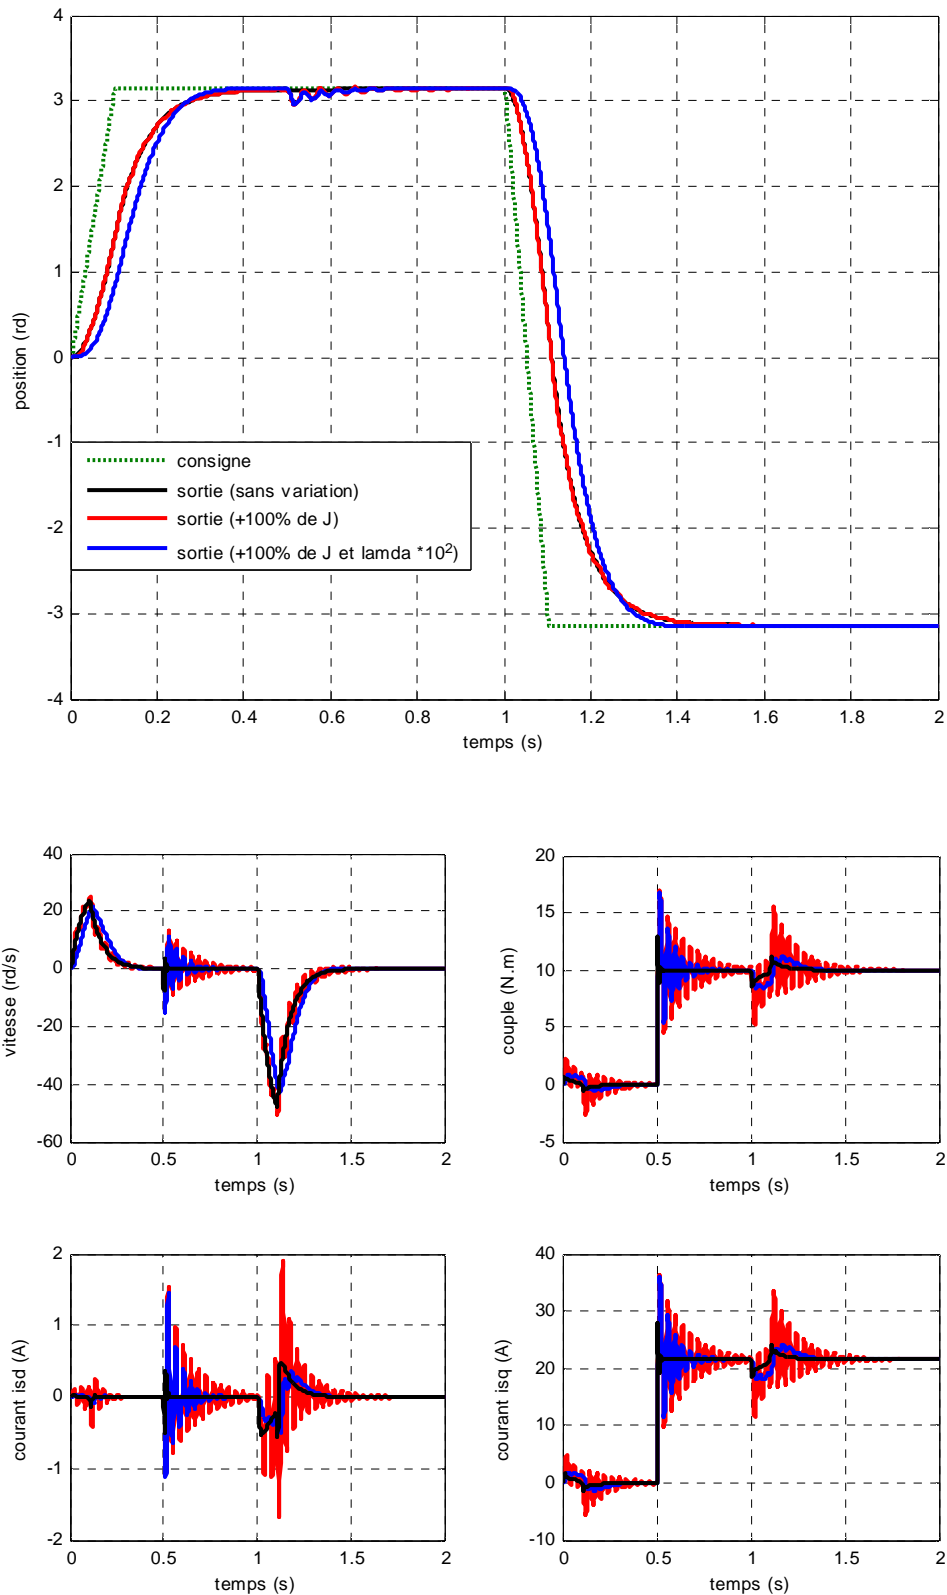 4
3
2
1
0
-1
-2
-3
-4
position (rd)
consigne
sortie (sans variation)
sortie (+100% de J)
sortie (+100% de J et lamda *10²)
0 0.2 0.4 0.6 0.8 1 1.2 1.4 1.6 1.8 2
temps (s)
40
20
0
-20
-40
-60
vitesse (rd/s)
0 0.5 1 1.5 2
temps (s)
20
15
10
5
0
-5
couple (N.m)
0 0.5 1 1.5 2
temps (s)
2
1
0
-1
-2
courant isd (A)
0 0.5 1 1.5 2
temps (s)
40
30
20
10
0
-10
courant isq (A)
0 0.5 1 1.5 2
temps (s)